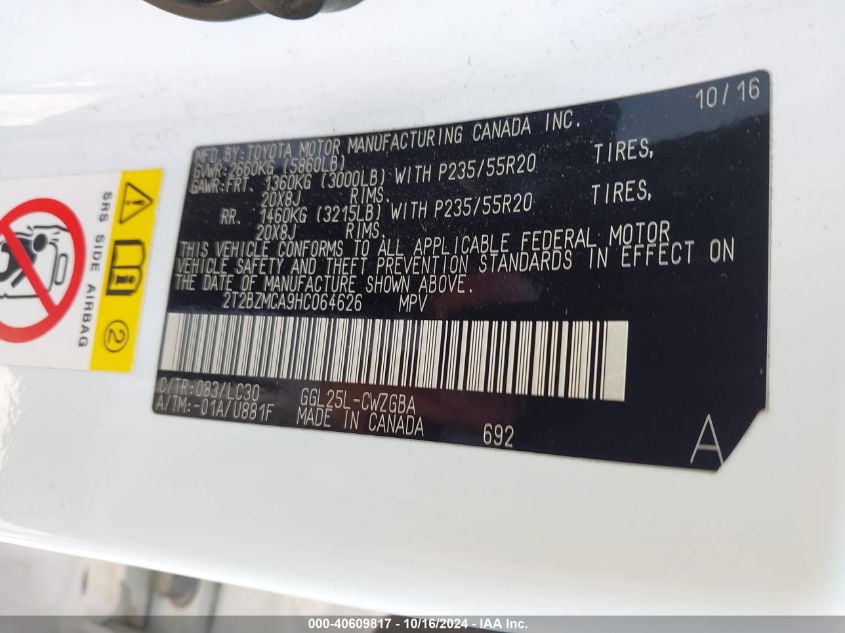 10/16
MFD. BY: TOYOTA MOTOR MANUFACTURING CANADA INC.
GVWR: 2660KG (5860LB)
GAWR: FRT. 1360KG (3000LB) WITH P235/55R20 TIRES,
20X8J RIMS.
RR. 1460KG (3215LB) WITH P235/55R20 TIRES,
20X8J RIMS.
THIS VEHICLE CONFORMS TO ALL APPLICABLE FEDERAL MOTOR
VEHICLE SAFETY AND THEFT PREVENTION STANDARDS IN EFFECT ON
THE DATE OF MANUFACTURE SHOWN ABOVE.
2T2BZMCA9HC064626 MPV
C/TR: 083/LC30 GGL25L-CWZGBA
A/TM: -01A/U881F MADE IN CANADA 692
A
SRS SIDE AIRBAG
2
000-40609817 - 10/16/2024 - IAA Inc.